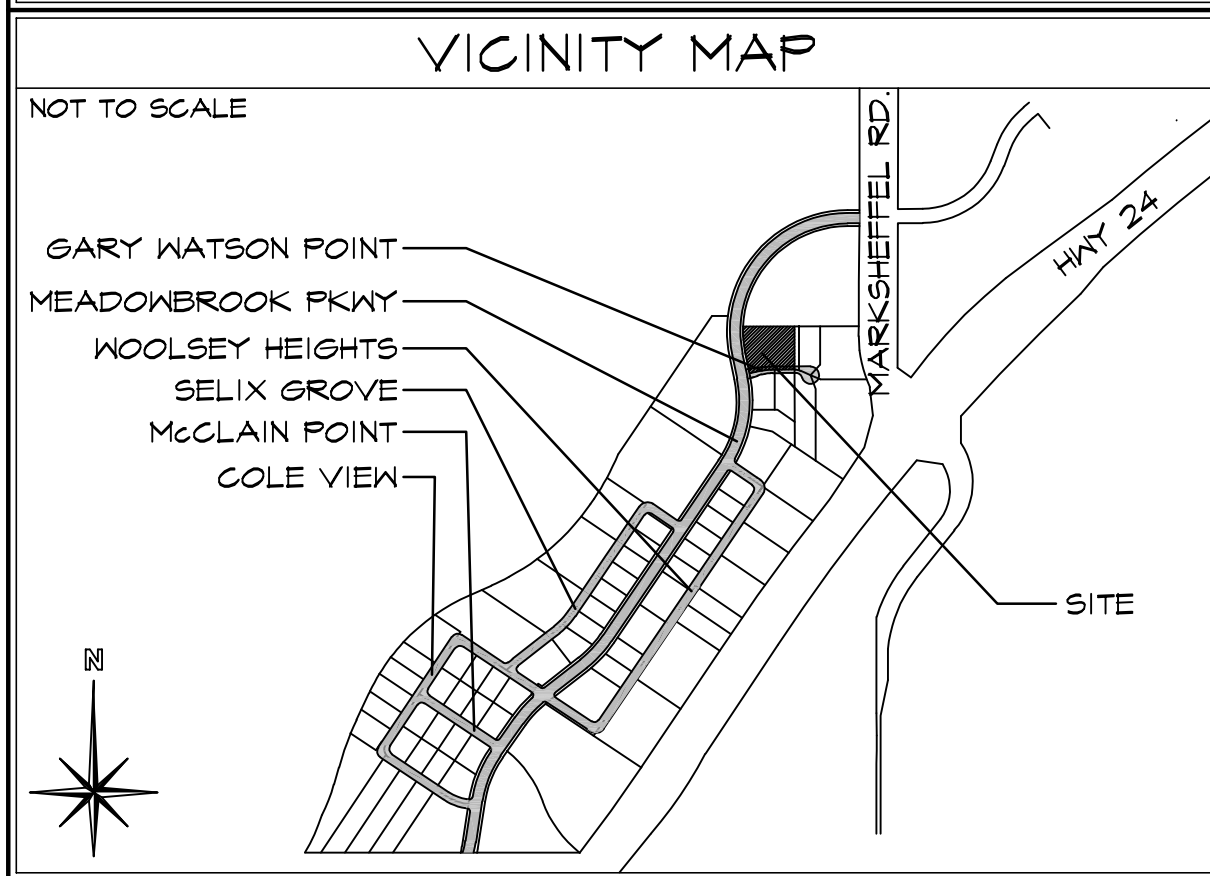 VICINITY MAP
NOT TO SCALE
MARKSHEFFEL RD.
HWY 24
GARY WATSON POINT
MEADOWBROOK PKWY
WOOLSEY HEIGHTS
SELIX GROVE
McCLAIN POINT
COLE VIEW
SITE
N